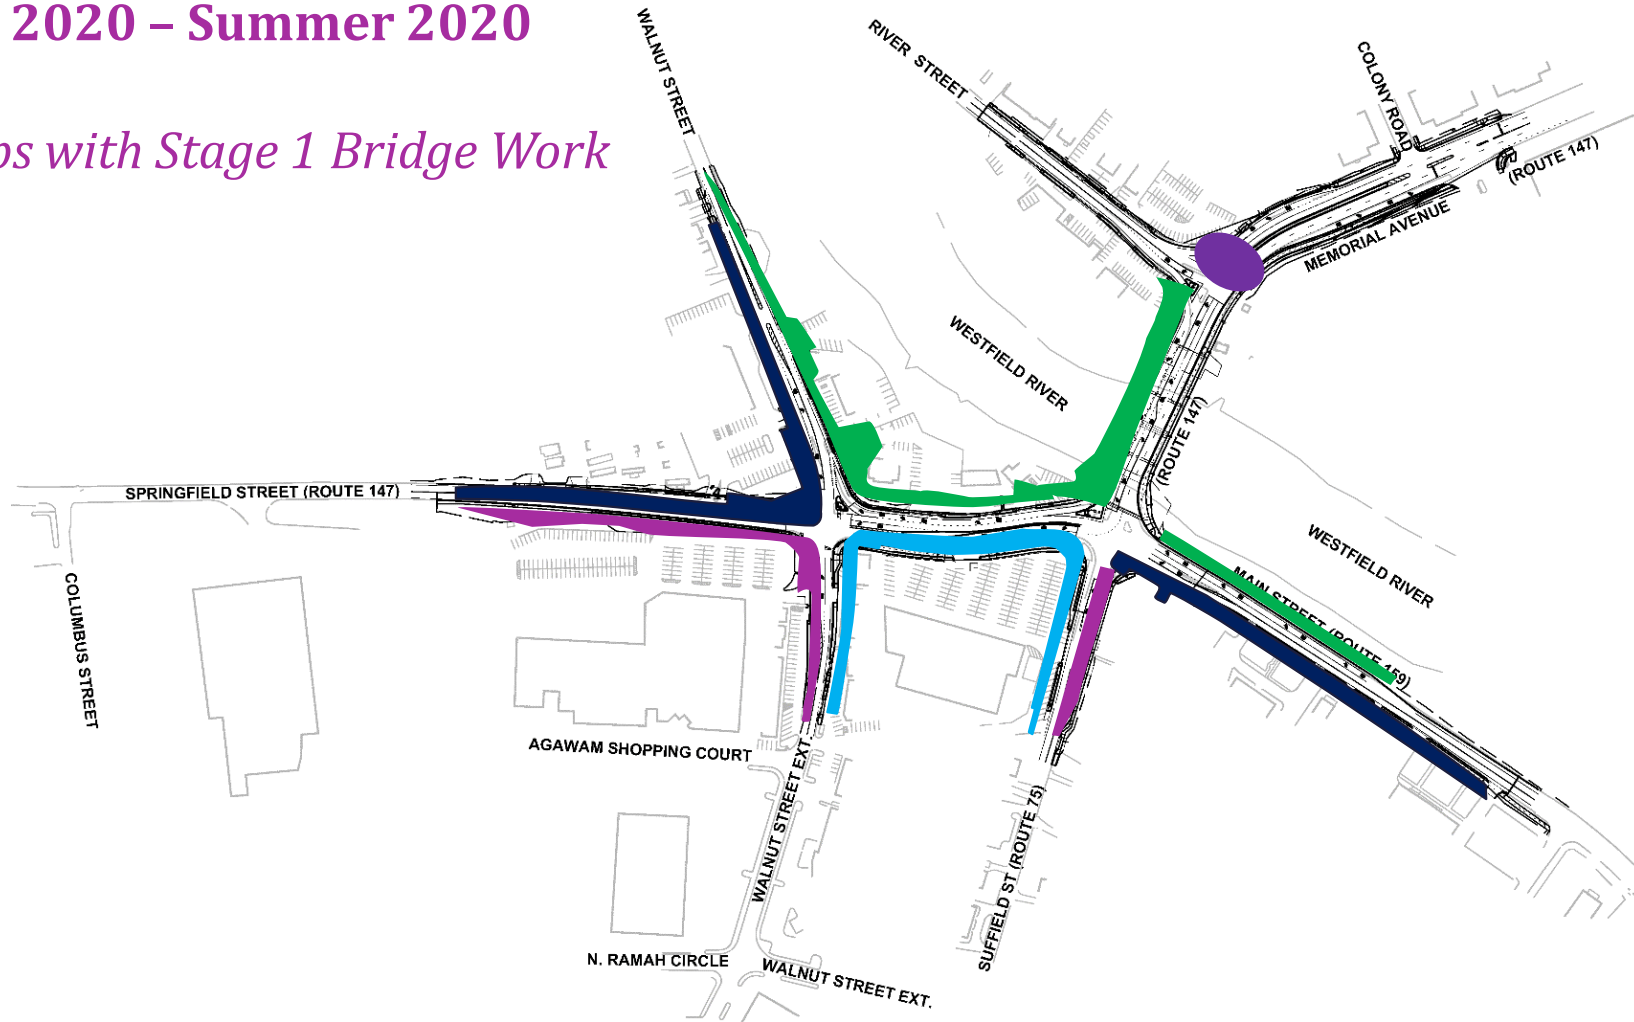 2020 – Summer 2020
with Stage 1 Bridge Work
WALNUT STREET
RIVER STREET
COLONY ROAD
(ROUTE 147)
MEMORIAL AVENUE
WESTFIELD RIVER
(ROUTE 147)
SPRINGFIELD STREET (ROUTE 147)
WESTFIELD RIVER
MAIN STREET (ROUTE 159)
COLUMBUS STREET
AGAWAM SHOPPING COURT
WALNUT STREET EXT.
SUFFIELD ST (ROUTE 75)
N. RAMAH CIRCLE
WALNUT STREET EXT.